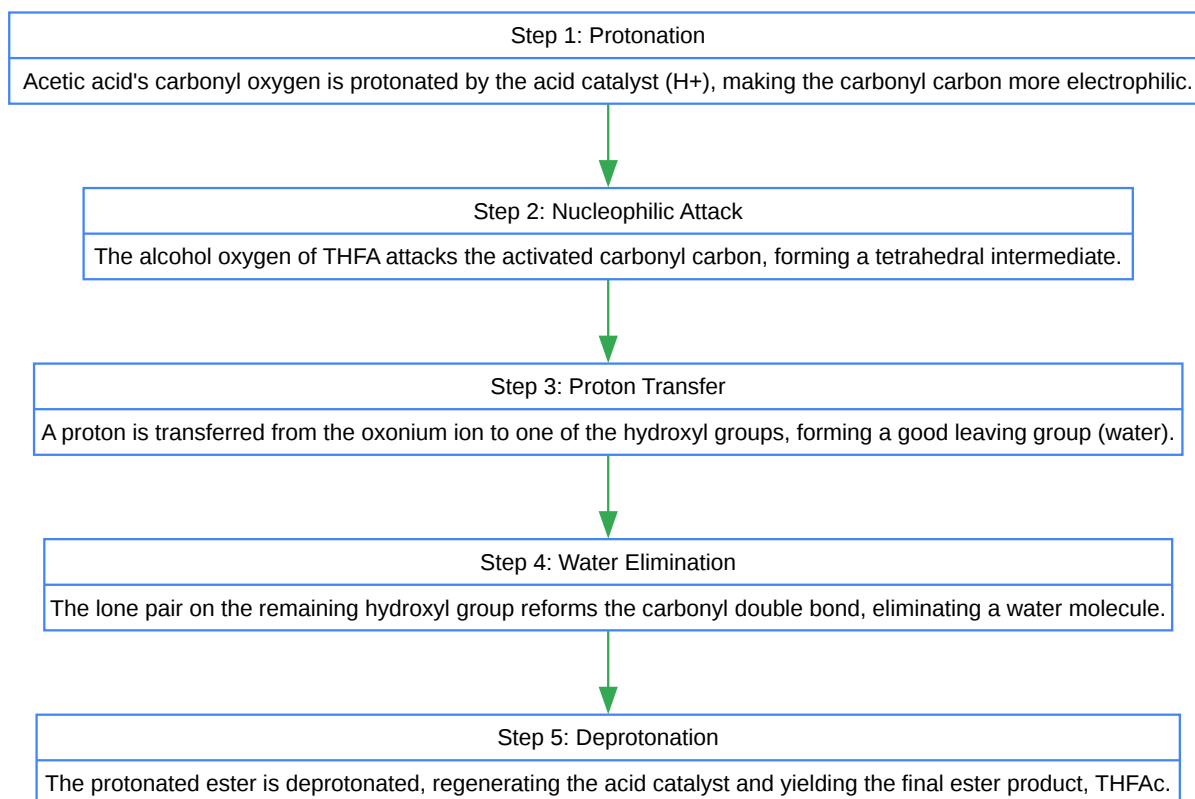 Step 1: Protonation
Acetic acid's carbonyl oxygen is protonated by the acid catalyst (H+), making the carbonyl carbon more electrophilic.
Step 2: Nucleophilic Attack
The alcohol oxygen of THFA attacks the activated carbonyl carbon, forming a tetrahedral intermediate.
Step 3: Proton Transfer
A proton is transferred from the oxonium ion to one of the hydroxyl groups, forming a good leaving group (water).
Step 4: Water Elimination
The lone pair on the remaining hydroxyl group reforms the carbonyl double bond, eliminating a water molecule.
Step 5: Deprotonation
The protonated ester is deprotonated, regenerating the acid catalyst and yielding the final ester product, THFAc.